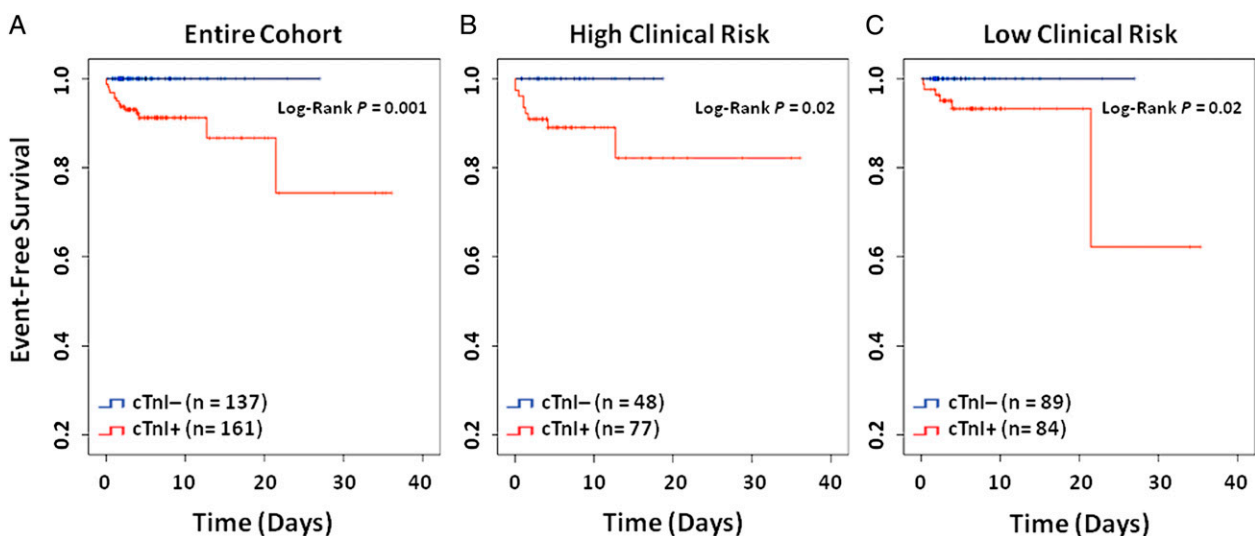 A
Entire Cohort
Log-Rank P = 0.001
Event-Free Survival
1.0
0.8
0.6
0.4
0.2
cTnI– (n = 137)
cTnI+ (n= 161)
0 10 20 30 40
Time (Days)
B
High Clinical Risk
Log-Rank P = 0.02
1.0
0.8
0.6
0.4
0.2
cTnI– (n = 48)
cTnI+ (n= 77)
0 10 20 30 40
Time (Days)
C
Low Clinical Risk
Log-Rank P = 0.02
1.0
0.8
0.6
0.4
0.2
cTnI– (n = 89)
cTnI+ (n= 84)
0 10 20 30 40
Time (Days)